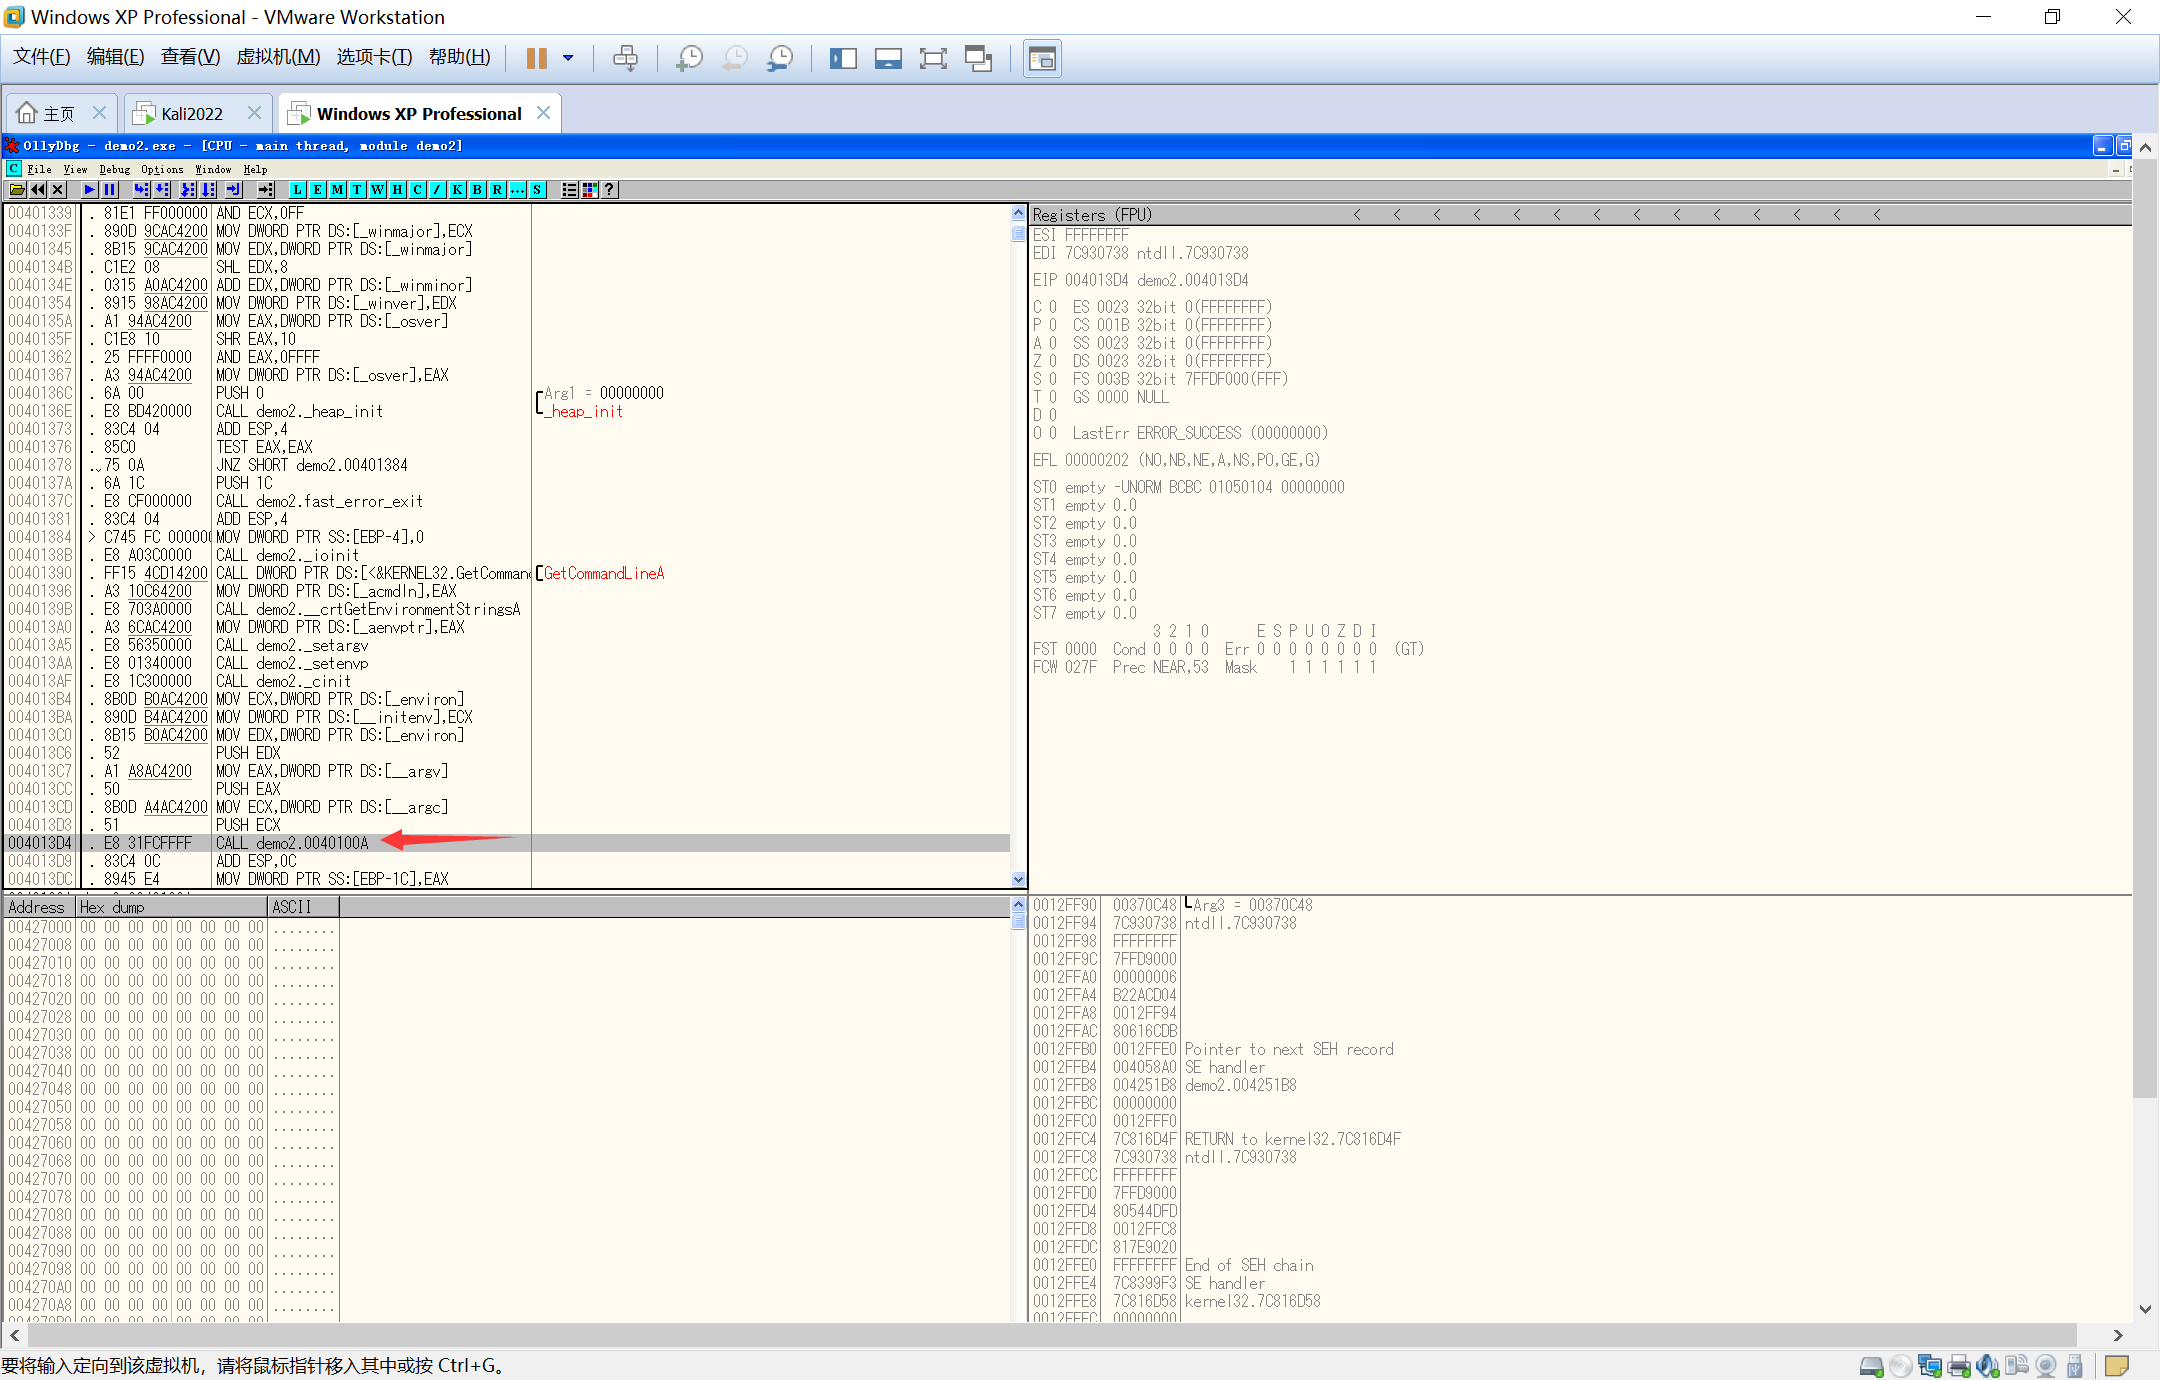 Windows XP Professional - VMware Workstation
文件(F) 编辑(E) 查看(V) 虚拟机(M) 选项卡(T) 帮助(H)
主页 Kali2022 Windows XP Professional
OllyDbg - demo2.exe - [CPU - main thread, module demo2]
C File View Debug Options Window Help
L E M T W H C / K B R ... S ?
00401339 . 81E1 FF000000 AND ECX,0FF
0040133F . 890D 9CAC4200 MOV DWORD PTR DS:[_winmajor],ECX
00401345 . 8B15 9CAC4200 MOV EDX,DWORD PTR DS:[_winmajor]
0040134B . C1E2 08 SHL EDX,8
0040134E . 0315 A0AC4200 ADD EDX,DWORD PTR DS:[_winminor]
00401354 . 8915 98AC4200 MOV DWORD PTR DS:[_winver],EDX
0040135A . A1 94AC4200 MOV EAX,DWORD PTR DS:[_osver]
0040135F . C1E8 10 SHR EAX,10
00401362 . 25 FFFF0000 AND EAX,0FFFF
00401367 . A3 94AC4200 MOV DWORD PTR DS:[_osver],EAX
0040136C . 6A 00 PUSH 0 Arg1 = 00000000
0040136E . E8 BD420000 CALL demo2._heap_init _heap_init
00401373 . 83C4 04 ADD ESP,4
00401376 . 85C0 TEST EAX,EAX
00401378 . 75 0A JNZ SHORT demo2.00401384
0040137A . 6A 1C PUSH 1C
0040137C . E8 CF000000 CALL demo2.fast_error_exit
00401381 . 83C4 04 ADD ESP,4
00401384 > C745 FC 000000 MOV DWORD PTR SS:[EBP-4],0
0040138B . E8 A03C0000 CALL demo2._ioinit
00401390 . FF15 4CD14200 CALL DWORD PTR DS:[<&KERNEL32.GetComman GetCommandLineA
00401396 . A3 10C64200 MOV DWORD PTR DS:[_acmdln],EAX
0040139B . E8 703A0000 CALL demo2.__crtGetEnvironmentStringsA
004013A0 . A3 6CAC4200 MOV DWORD PTR DS:[_aenvptr],EAX
004013A5 . E8 56350000 CALL demo2._setargv
004013AA . E8 01340000 CALL demo2._setenvp
004013AF . E8 1C300000 CALL demo2._cinit
004013B4 . 8B0D B0AC4200 MOV ECX,DWORD PTR DS:[_environ]
004013BA . 890D B4AC4200 MOV DWORD PTR DS:[__initenv],ECX
004013C0 . 8B15 B0AC4200 MOV EDX,DWORD PTR DS:[_environ]
004013C6 . 52 PUSH EDX
004013C7 . A1 A8AC4200 MOV EAX,DWORD PTR DS:[__argv]
004013CC . 50 PUSH EAX
004013CD . 8B0D A4AC4200 MOV ECX,DWORD PTR DS:[__argc]
004013D3 . 51 PUSH ECX
004013D4 . E8 31FCFFFF CALL demo2.0040100A
004013D9 . 83C4 0C ADD ESP,0C
004013DC . 8945 E4 MOV DWORD PTR SS:[EBP-1C],EAX
Registers (FPU) < < < < < < < < < < < < < <
ESI FFFFFFFF
EDI 7C930738 ntdll.7C930738
EIP 004013D4 demo2.004013D4
C 0 ES 0023 32bit 0(FFFFFFFF)
P 0 CS 001B 32bit 0(FFFFFFFF)
A 0 SS 0023 32bit 0(FFFFFFFF)
Z 0 DS 0023 32bit 0(FFFFFFFF)
S 0 FS 003B 32bit 7FFDF000(FFF)
T 0 GS 0000 NULL
D 0
O 0 LastErr ERROR_SUCCESS (00000000)
EFL 00000202 (NO,NB,NE,A,NS,PO,GE,G)
ST0 empty -UNORM BCBC 01050104 00000000
ST1 empty 0.0
ST2 empty 0.0
ST3 empty 0.0
ST4 empty 0.0
ST5 empty 0.0
ST6 empty 0.0
ST7 empty 0.0
3 2 1 0 E S P U O Z D I
FST 0000 Cond 0 0 0 0 Err 0 0 0 0 0 0 0 0 (GT)
FCW 027F Prec NEAR,53 Mask 1 1 1 1 1 1
Address Hex dump ASCII
00427000 00 00 00 00 00 00 00 00 ........
00427008 00 00 00 00 00 00 00 00 ........
00427010 00 00 00 00 00 00 00 00 ........
00427018 00 00 00 00 00 00 00 00 ........
00427020 00 00 00 00 00 00 00 00 ........
00427028 00 00 00 00 00 00 00 00 ........
00427030 00 00 00 00 00 00 00 00 ........
00427038 00 00 00 00 00 00 00 00 ........
00427040 00 00 00 00 00 00 00 00 ........
00427048 00 00 00 00 00 00 00 00 ........
00427050 00 00 00 00 00 00 00 00 ........
00427058 00 00 00 00 00 00 00 00 ........
00427060 00 00 00 00 00 00 00 00 ........
00427068 00 00 00 00 00 00 00 00 ........
00427070 00 00 00 00 00 00 00 00 ........
00427078 00 00 00 00 00 00 00 00 ........
00427080 00 00 00 00 00 00 00 00 ........
00427088 00 00 00 00 00 00 00 00 ........
00427090 00 00 00 00 00 00 00 00 ........
00427098 00 00 00 00 00 00 00 00 ........
004270A0 00 00 00 00 00 00 00 00 ........
004270A8 00 00 00 00 00 00 00 00 ........
0012FF90 00370C48 Arg3 = 00370C48
0012FF94 7C930738 ntdll.7C930738
0012FF98 FFFFFFFF
0012FF9C 7FFD9000
0012FFA0 00000006
0012FFA4 B22ACD04
0012FFA8 0012FF94
0012FFAC 80616CDB
0012FFB0 0012FFE0 Pointer to next SEH record
0012FFB4 004058A0 SE handler
0012FFB8 004251B8 demo2.004251B8
0012FFBC 00000000
0012FFC0 0012FFF0
0012FFC4 7C816D4F RETURN to kernel32.7C816D4F
0012FFC8 7C930738 ntdll.7C930738
0012FFCC FFFFFFFF
0012FFD0 7FFD9000
0012FFD4 80544DFD
0012FFD8 0012FFC8
0012FFDC 817E9020
0012FFE0 FFFFFFFF End of SEH chain
0012FFE4 7C8399F3 SE handler
0012FFE8 7C816D58 kernel32.7C816D58
0012FFEC 00000000
要将输入定向到该虚拟机，请将鼠标指针移入其中或按 Ctrl+G。